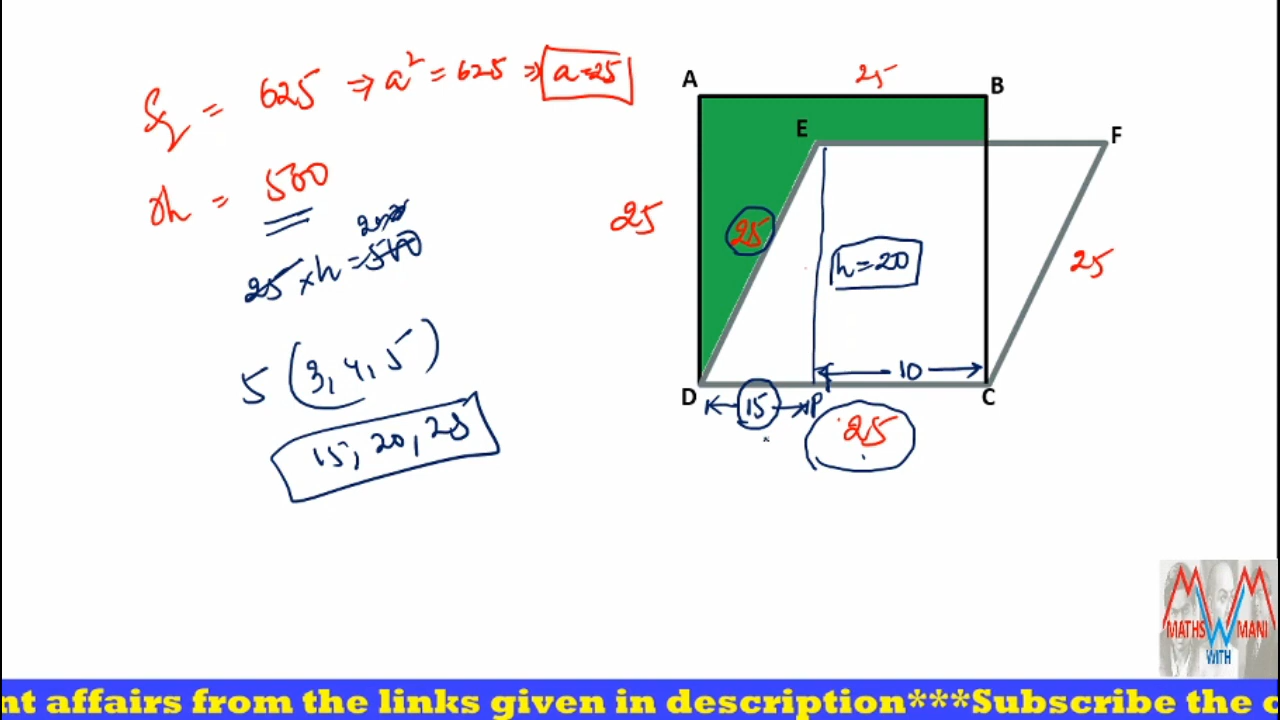 Sq = 625 ⇒ a² = 625 ⇒ a = 25
rh = 500
20
25 × h = 500
5 (3, 4, 5)
15, 20, 25
A 25 B
E F
25
25
h = 20
25
10
D 15 P C
25
MATHS MANI
WITH
nt affairs from the links given in description***Subscribe the c